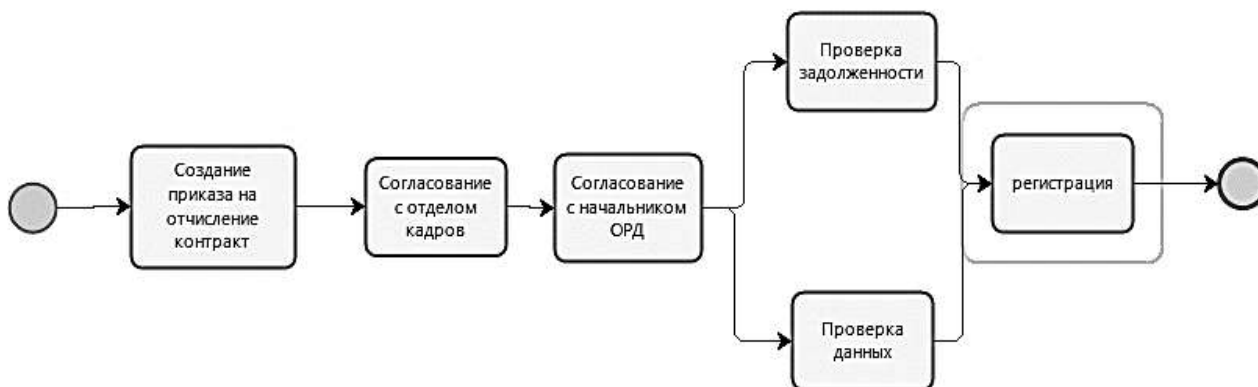 Создание
приказа на
отчисление
контракт
Согласование
с отделом
кадров
Согласование
с начальником
ОРД
Проверка
задолженности
Проверка
данных
регистрация